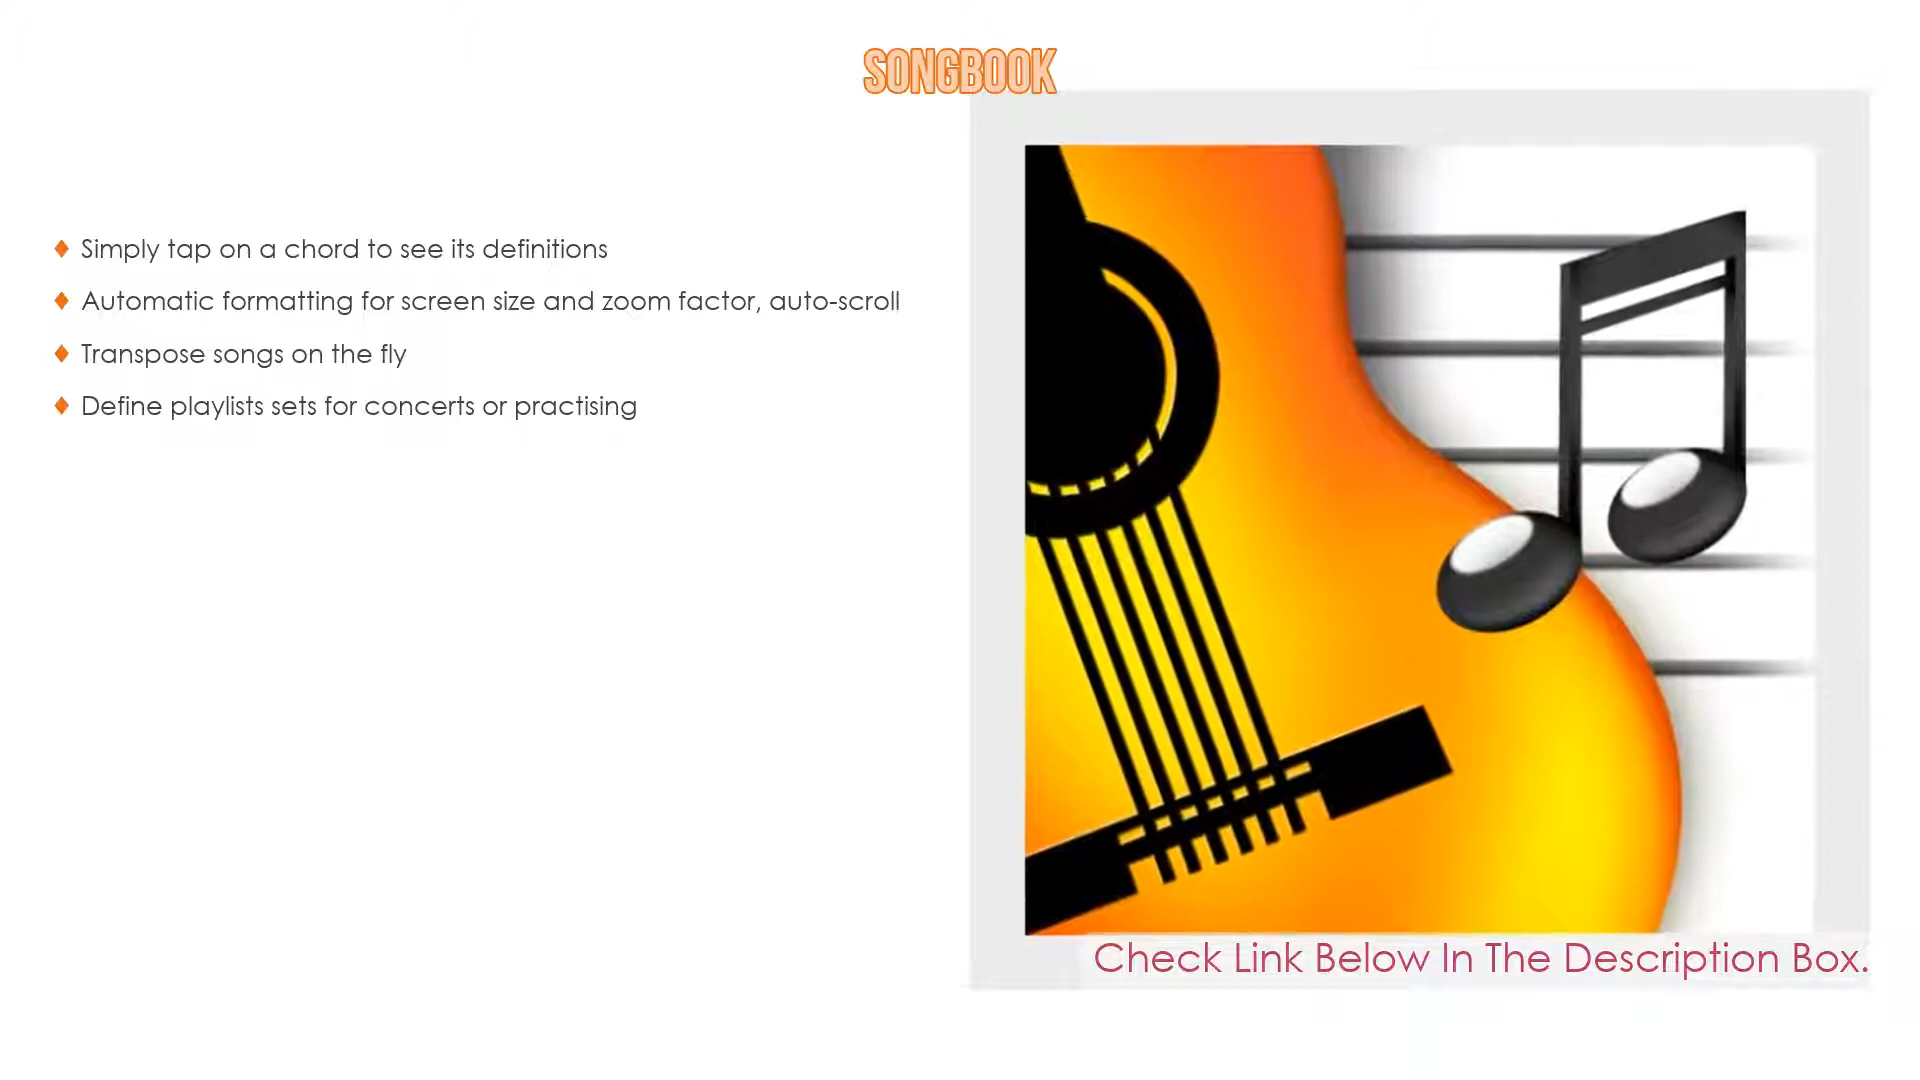 SONGBOOK
Simply tap on a chord to see its definitions
Automatic formatting for screen size and zoom factor, auto-scroll
Transpose songs on the fly
Define playlists sets for concerts or practising
Check Link Below In The Description Box.